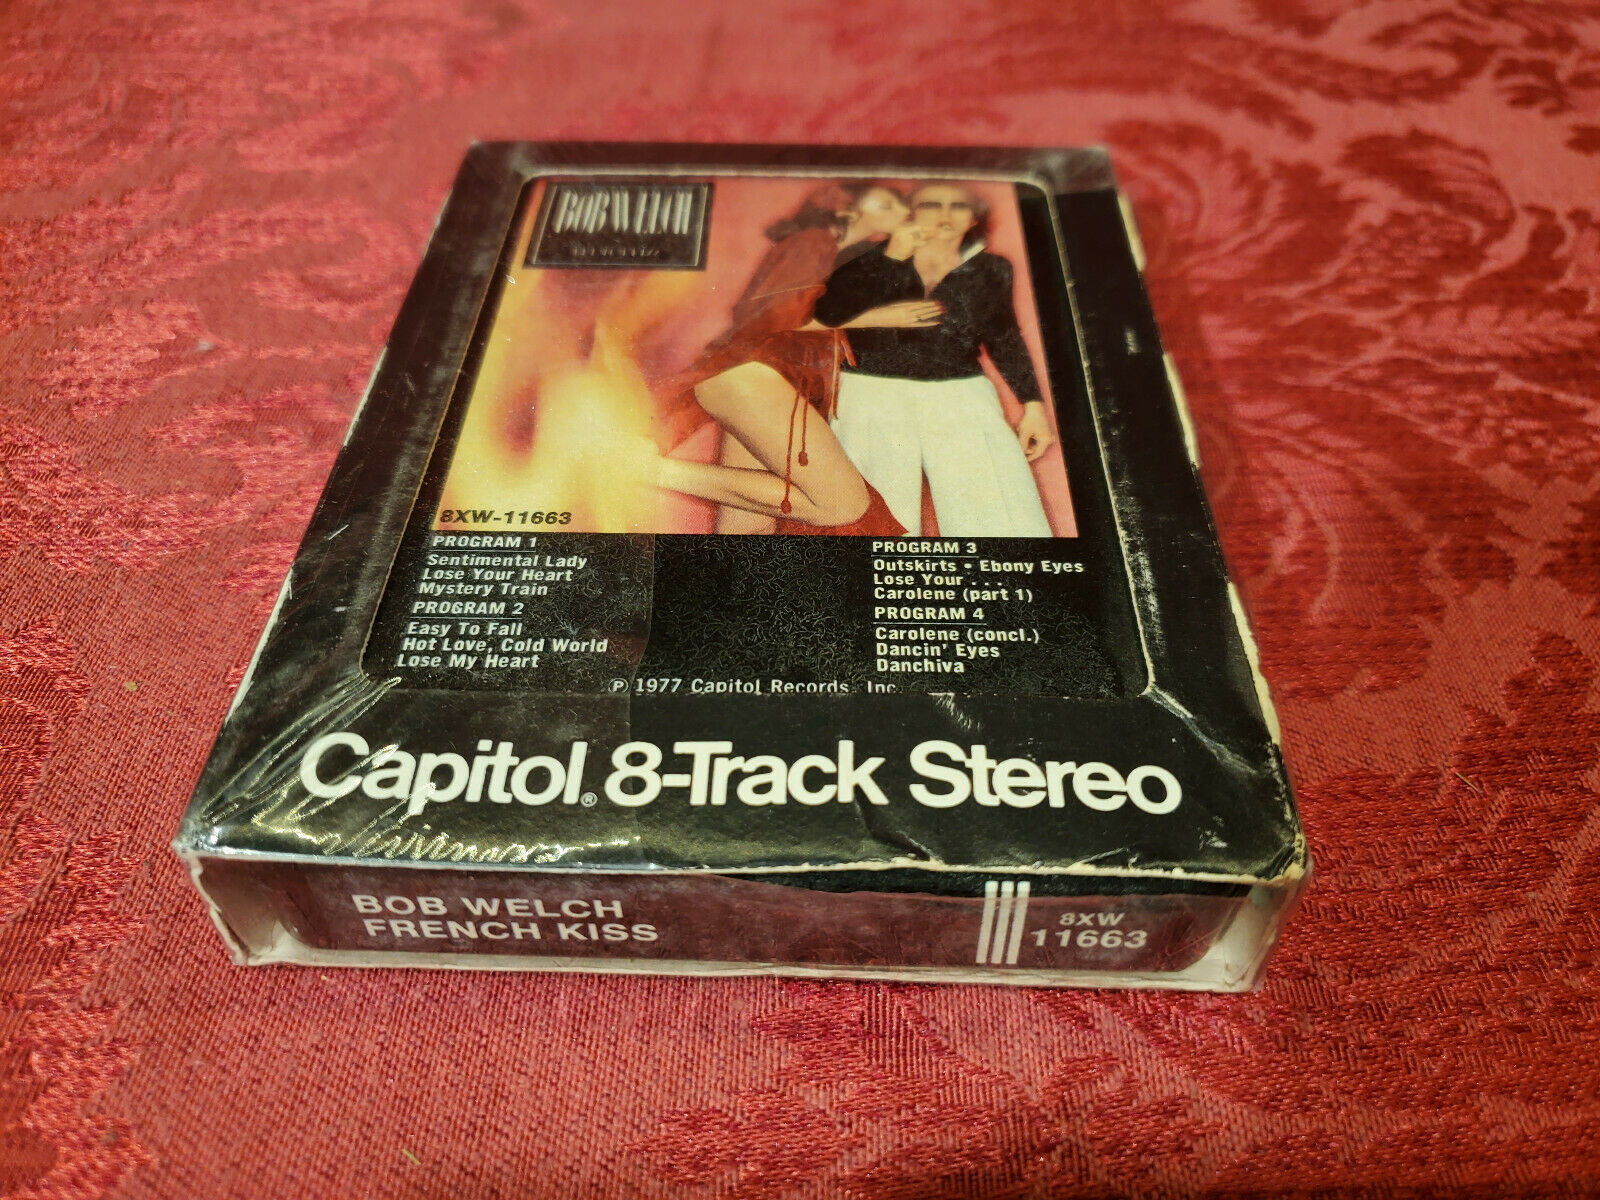 BOB WELCH
8XW-11663
PROGRAM 1
Sentimental Lady
Lose Your Heart
Mystery Train
PROGRAM 2
Easy To Fall
Hot Love, Cold World
Lose My Heart
PROGRAM 3
Outskirts • Ebony Eyes
Lose Your . . .
Carolene (part 1)
PROGRAM 4
Carolene (concl.)
Dancin' Eyes
Danchiva
℗ 1977 Capitol Records, Inc.
Capitol® 8-Track Stereo
BOB WELCH
FRENCH KISS
8XW
11663